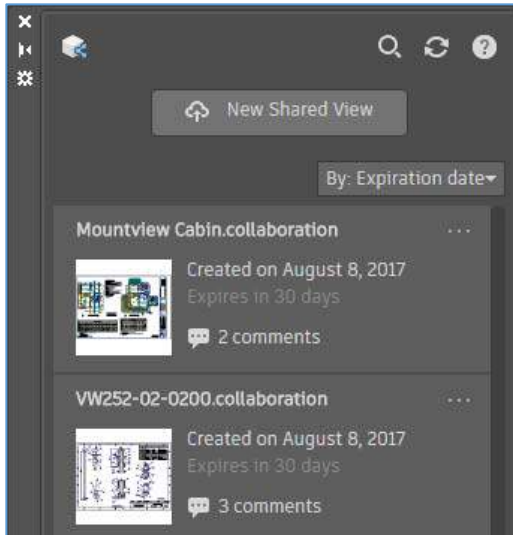 New Shared View
By: Expiration date
Mountview Cabin.collaboration
Created on August 8, 2017
Expires in 30 days
2 comments
VW252-02-0200.collaboration
Created on August 8, 2017
Expires in 30 days
3 comments